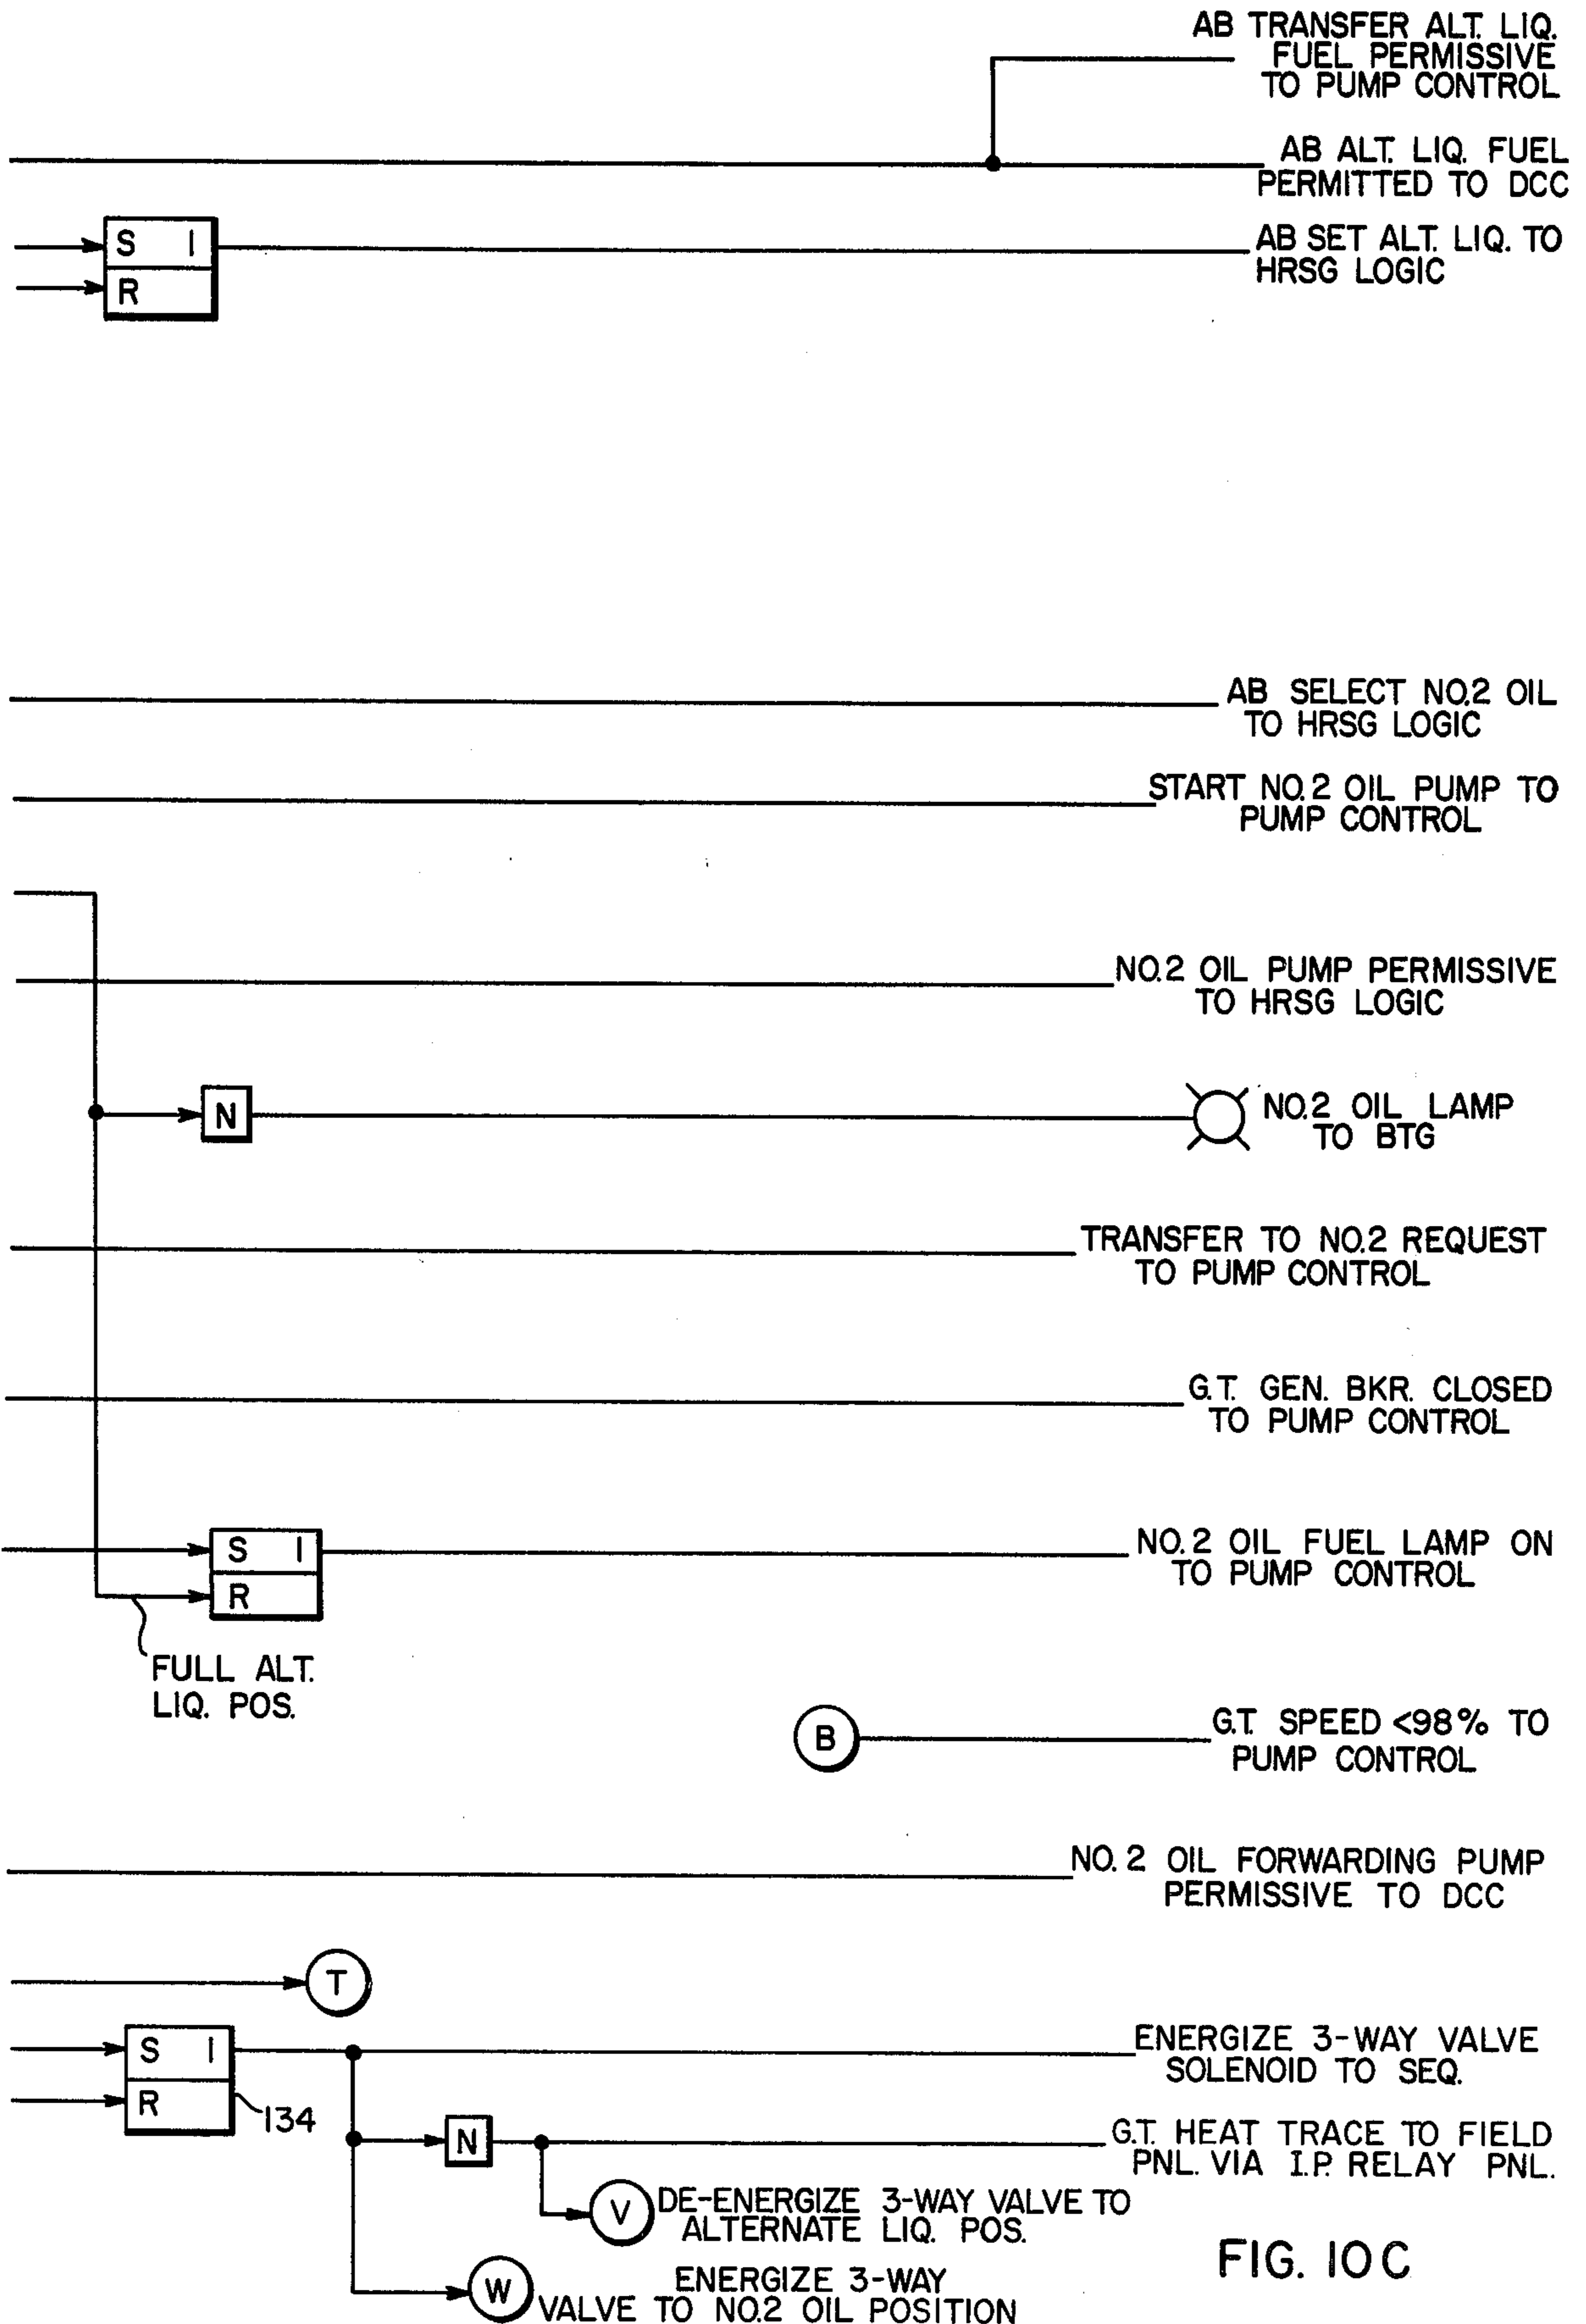 AB TRANSFER ALT. LIQ.
FUEL PERMISSIVE
TO PUMP CONTROL
AB ALT. LIQ. FUEL
PERMITTED TO DCC
S I
R
AB SET ALT. LIQ. TO
HRSG LOGIC
AB SELECT NO.2 OIL
TO HRSG LOGIC
START NO.2 OIL PUMP TO
PUMP CONTROL
NO.2 OIL PUMP PERMISSIVE
TO HRSG LOGIC
N
NO.2 OIL LAMP
TO BTG
TRANSFER TO NO.2 REQUEST
TO PUMP CONTROL
G.T. GEN. BKR. CLOSED
TO PUMP CONTROL
S I
R
NO.2 OIL FUEL LAMP ON
TO PUMP CONTROL
FULL ALT.
LIQ. POS.
B
G.T. SPEED <98% TO
PUMP CONTROL
NO. 2 OIL FORWARDING PUMP
PERMISSIVE TO DCC
T
S I
R
134
ENERGIZE 3-WAY VALVE
SOLENOID TO SEQ.
N
G.T. HEAT TRACE TO FIELD
PNL. VIA I.P. RELAY PNL.
V
DE-ENERGIZE 3-WAY VALVE TO
ALTERNATE LIQ. POS.
W
ENERGIZE 3-WAY
VALVE TO NO.2 OIL POSITION
FIG. 10C